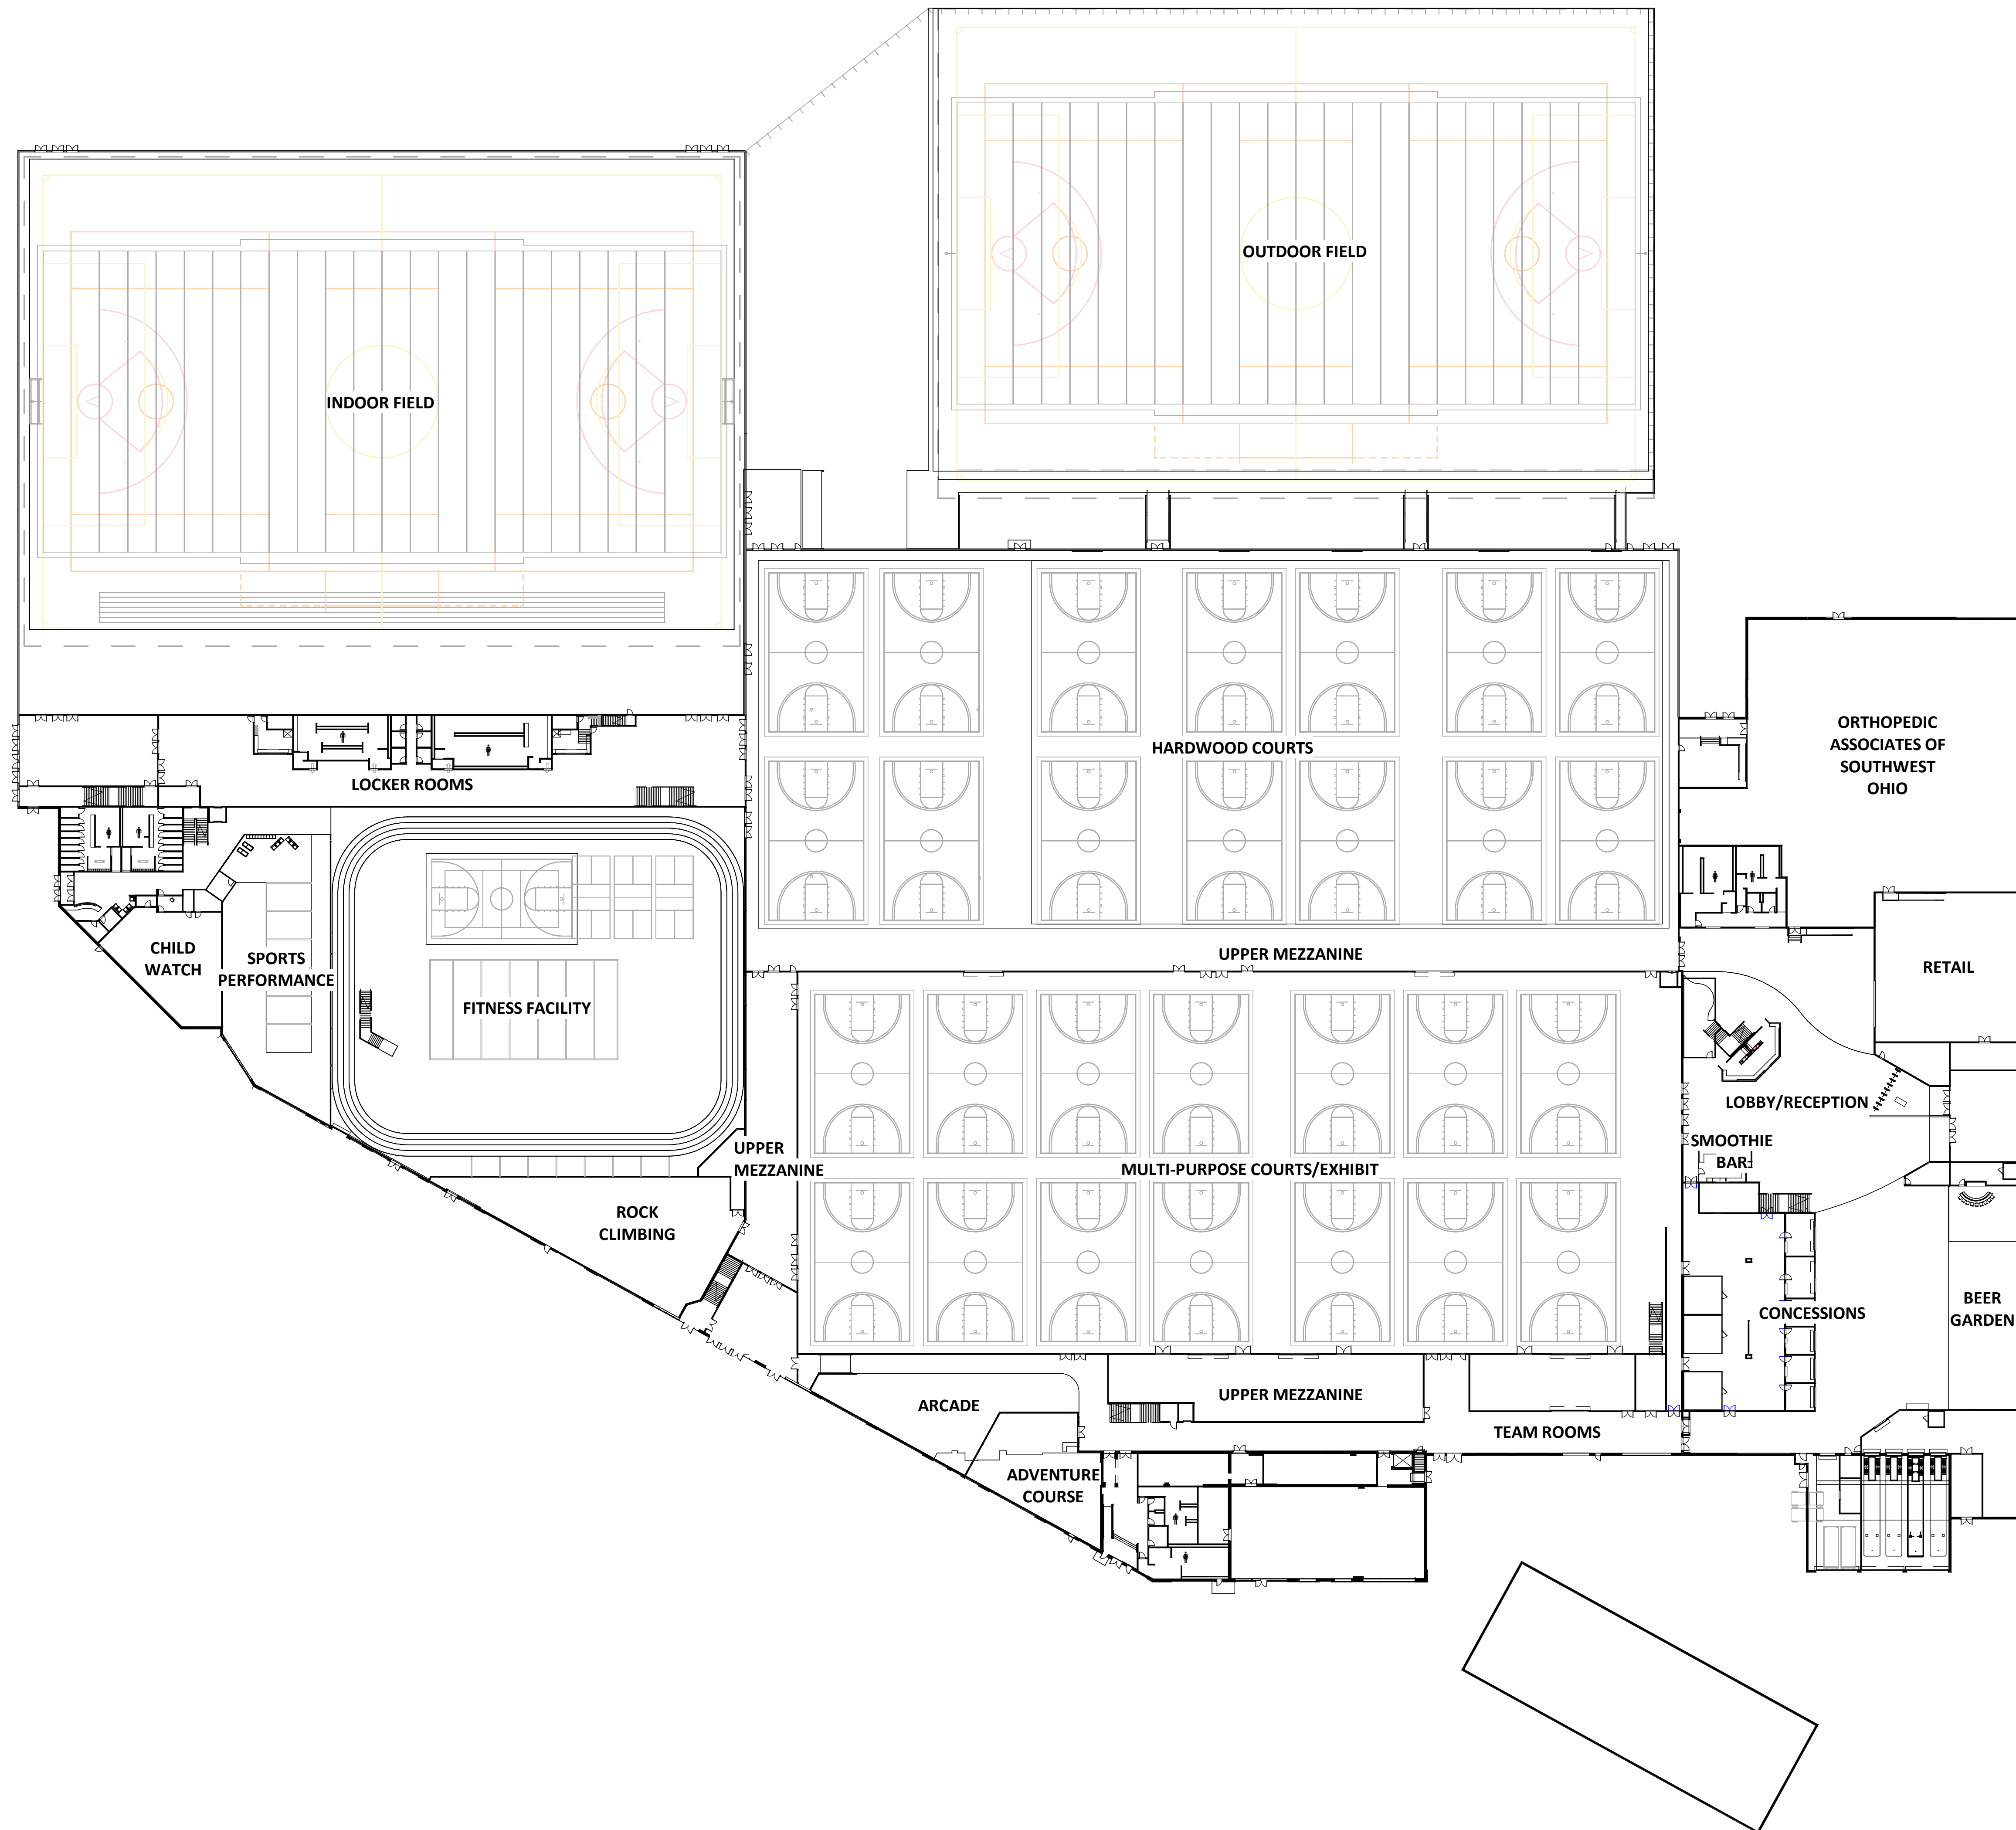 OUTDOOR FIELD
INDOOR FIELD
ORTHOPEDIC
ASSOCIATES OF
SOUTHWEST
OHIO
HARDWOOD COURTS
LOCKER ROOMS
CHILD
WATCH
SPORTS
PERFORMANCE
UPPER MEZZANINE
RETAIL
FITNESS FACILITY
LOBBY/RECEPTION
SMOOTHIE
BAR
UPPER
MEZZANINE
MULTI-PURPOSE COURTS/EXHIBIT
ROCK
CLIMBING
BEER
GARDEN
CONCESSIONS
UPPER MEZZANINE
ARCADE
TEAM ROOMS
ADVENTURE
COURSE